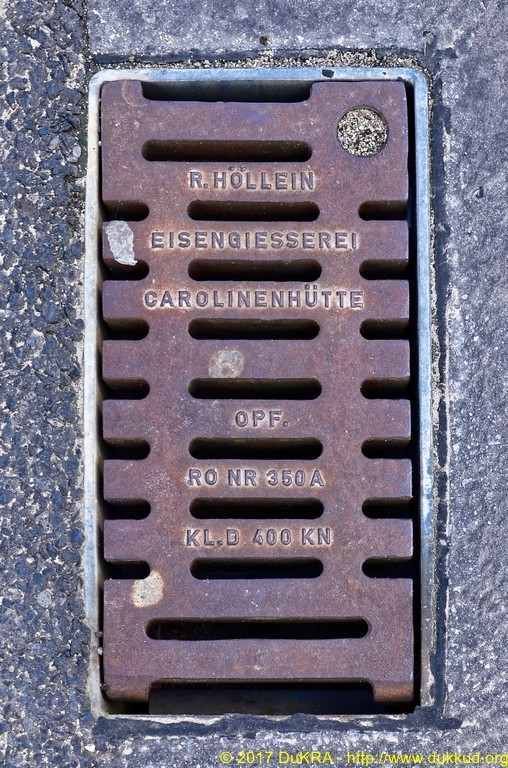 R. HÖLLEIN
EISENGIESSEREI
CAROLINENHÜTTE
OPF.
RO NR 350 A
KL.D 400 KN
© 2017 DuKRA - http://www.dukkud.org